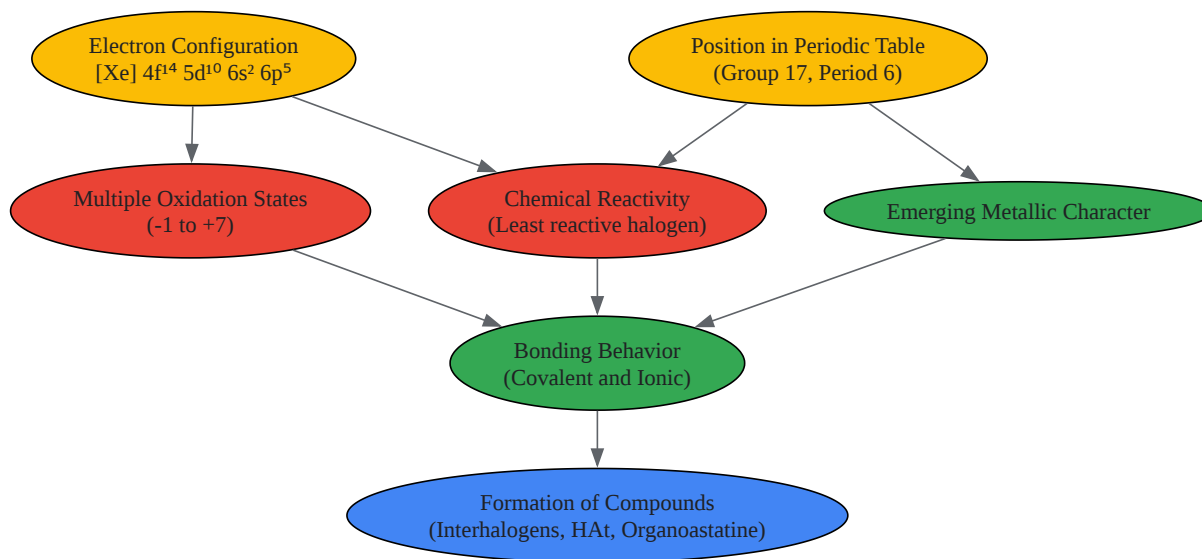 Electron Configuration
[Xe] 4f¹⁴ 5d¹⁰ 6s² 6p⁵
Position in Periodic Table
(Group 17, Period 6)
Multiple Oxidation States
(-1 to +7)
Chemical Reactivity
(Least reactive halogen)
Emerging Metallic Character
Bonding Behavior
(Covalent and Ionic)
Formation of Compounds
(Interhalogens, HAt, Organoastatine)